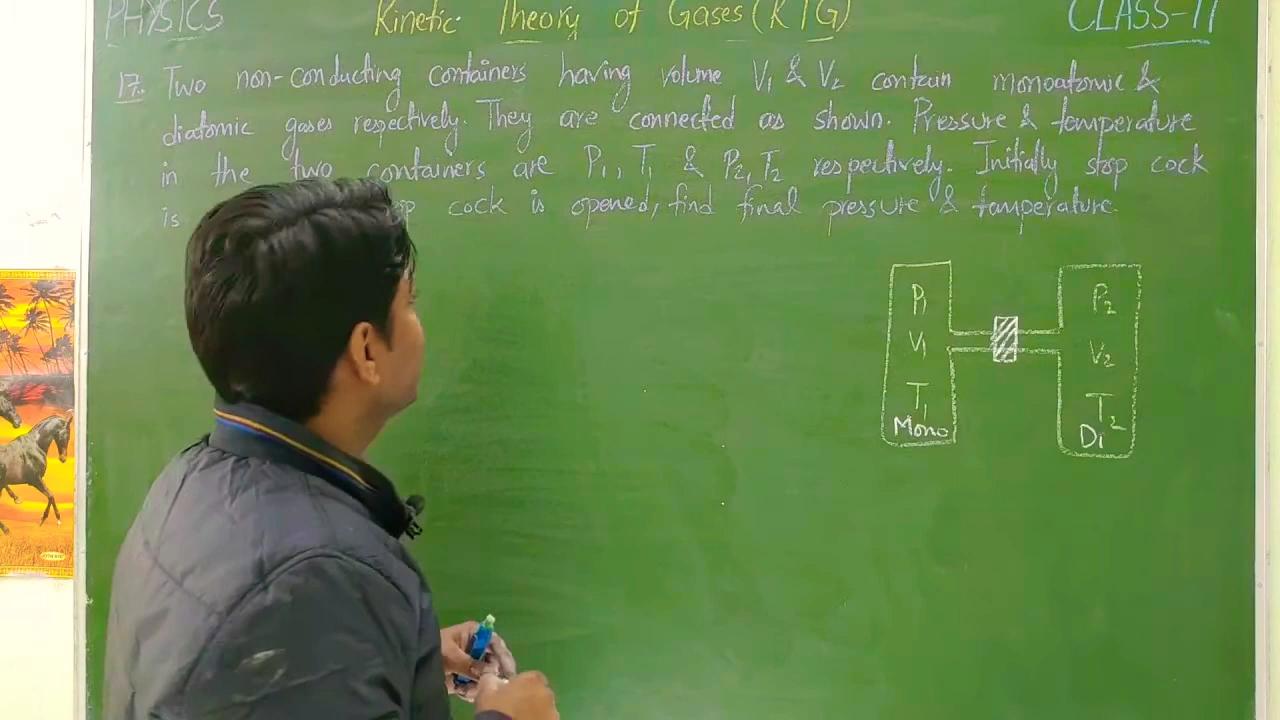 PHYSICS Kinetic Theory of Gases (KTG) CLASS-11
17. Two non-conducting containers having volume V₁ & V₂ contain monoatomic &
diatomic gases respectively. They are connected as shown. Pressure & temperature
in the two containers are P₁, T₁ & P₂, T₂ respectively. Initially stop cock
is cock is opened, find final pressure & temperature.
P₁
V₁
T₁
Mono
P₂
V₂
T₂
Di